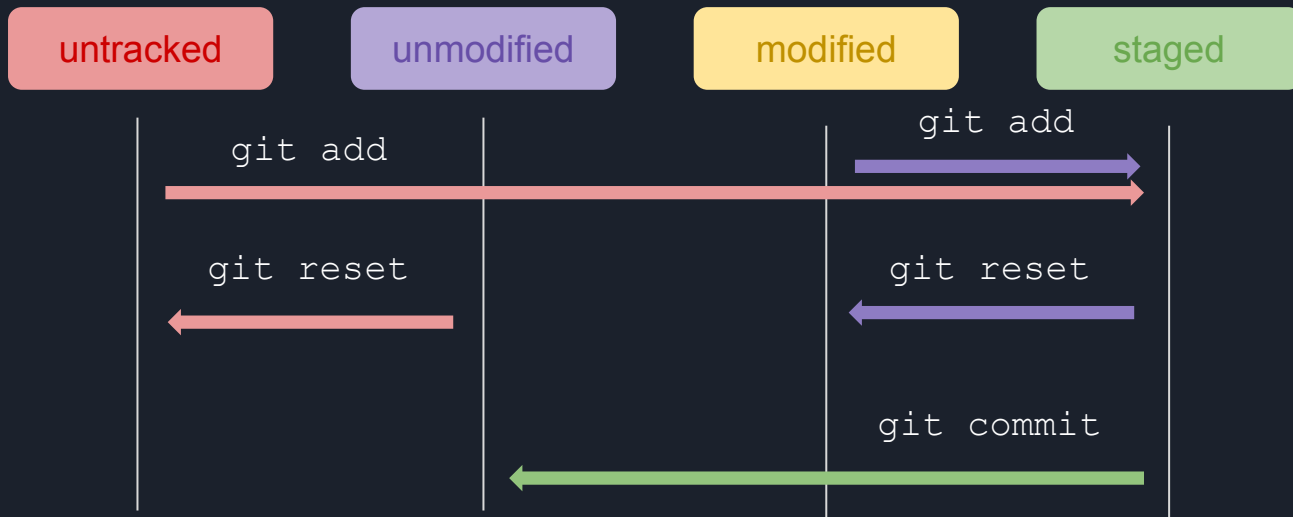 untracked
unmodified
modified
staged
git add
git add
git reset
git reset
git commit